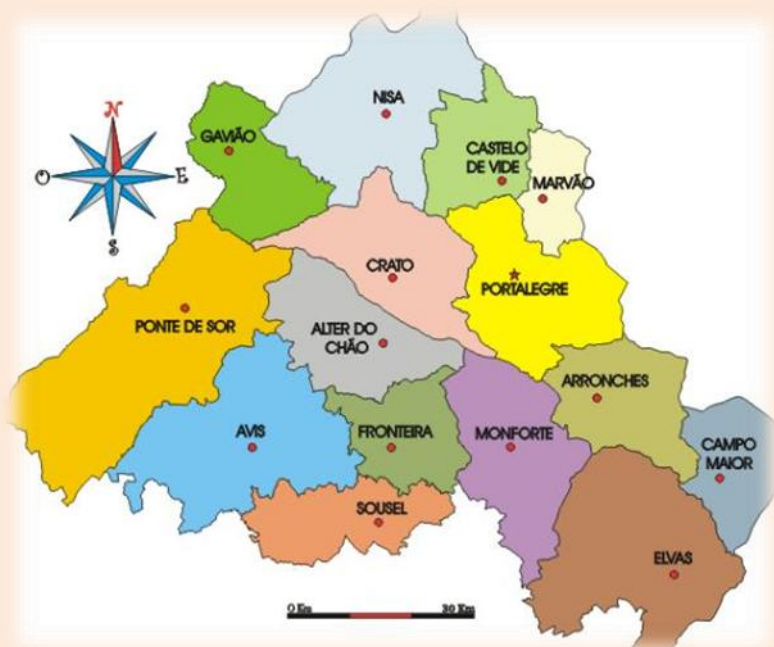 N
O
E
S
NISA
GAVIÃO
CASTELO
DE VIDE
MARVÃO
CRATO
PORTALEGRE
PONTE DE SOR
ALTER DO
CHÃO
ARRONCHES
AVIS
FRONTEIRA
MONFORTE
CAMPO
MAIOR
SOUSEL
ELVAS
0 Km 30 Km